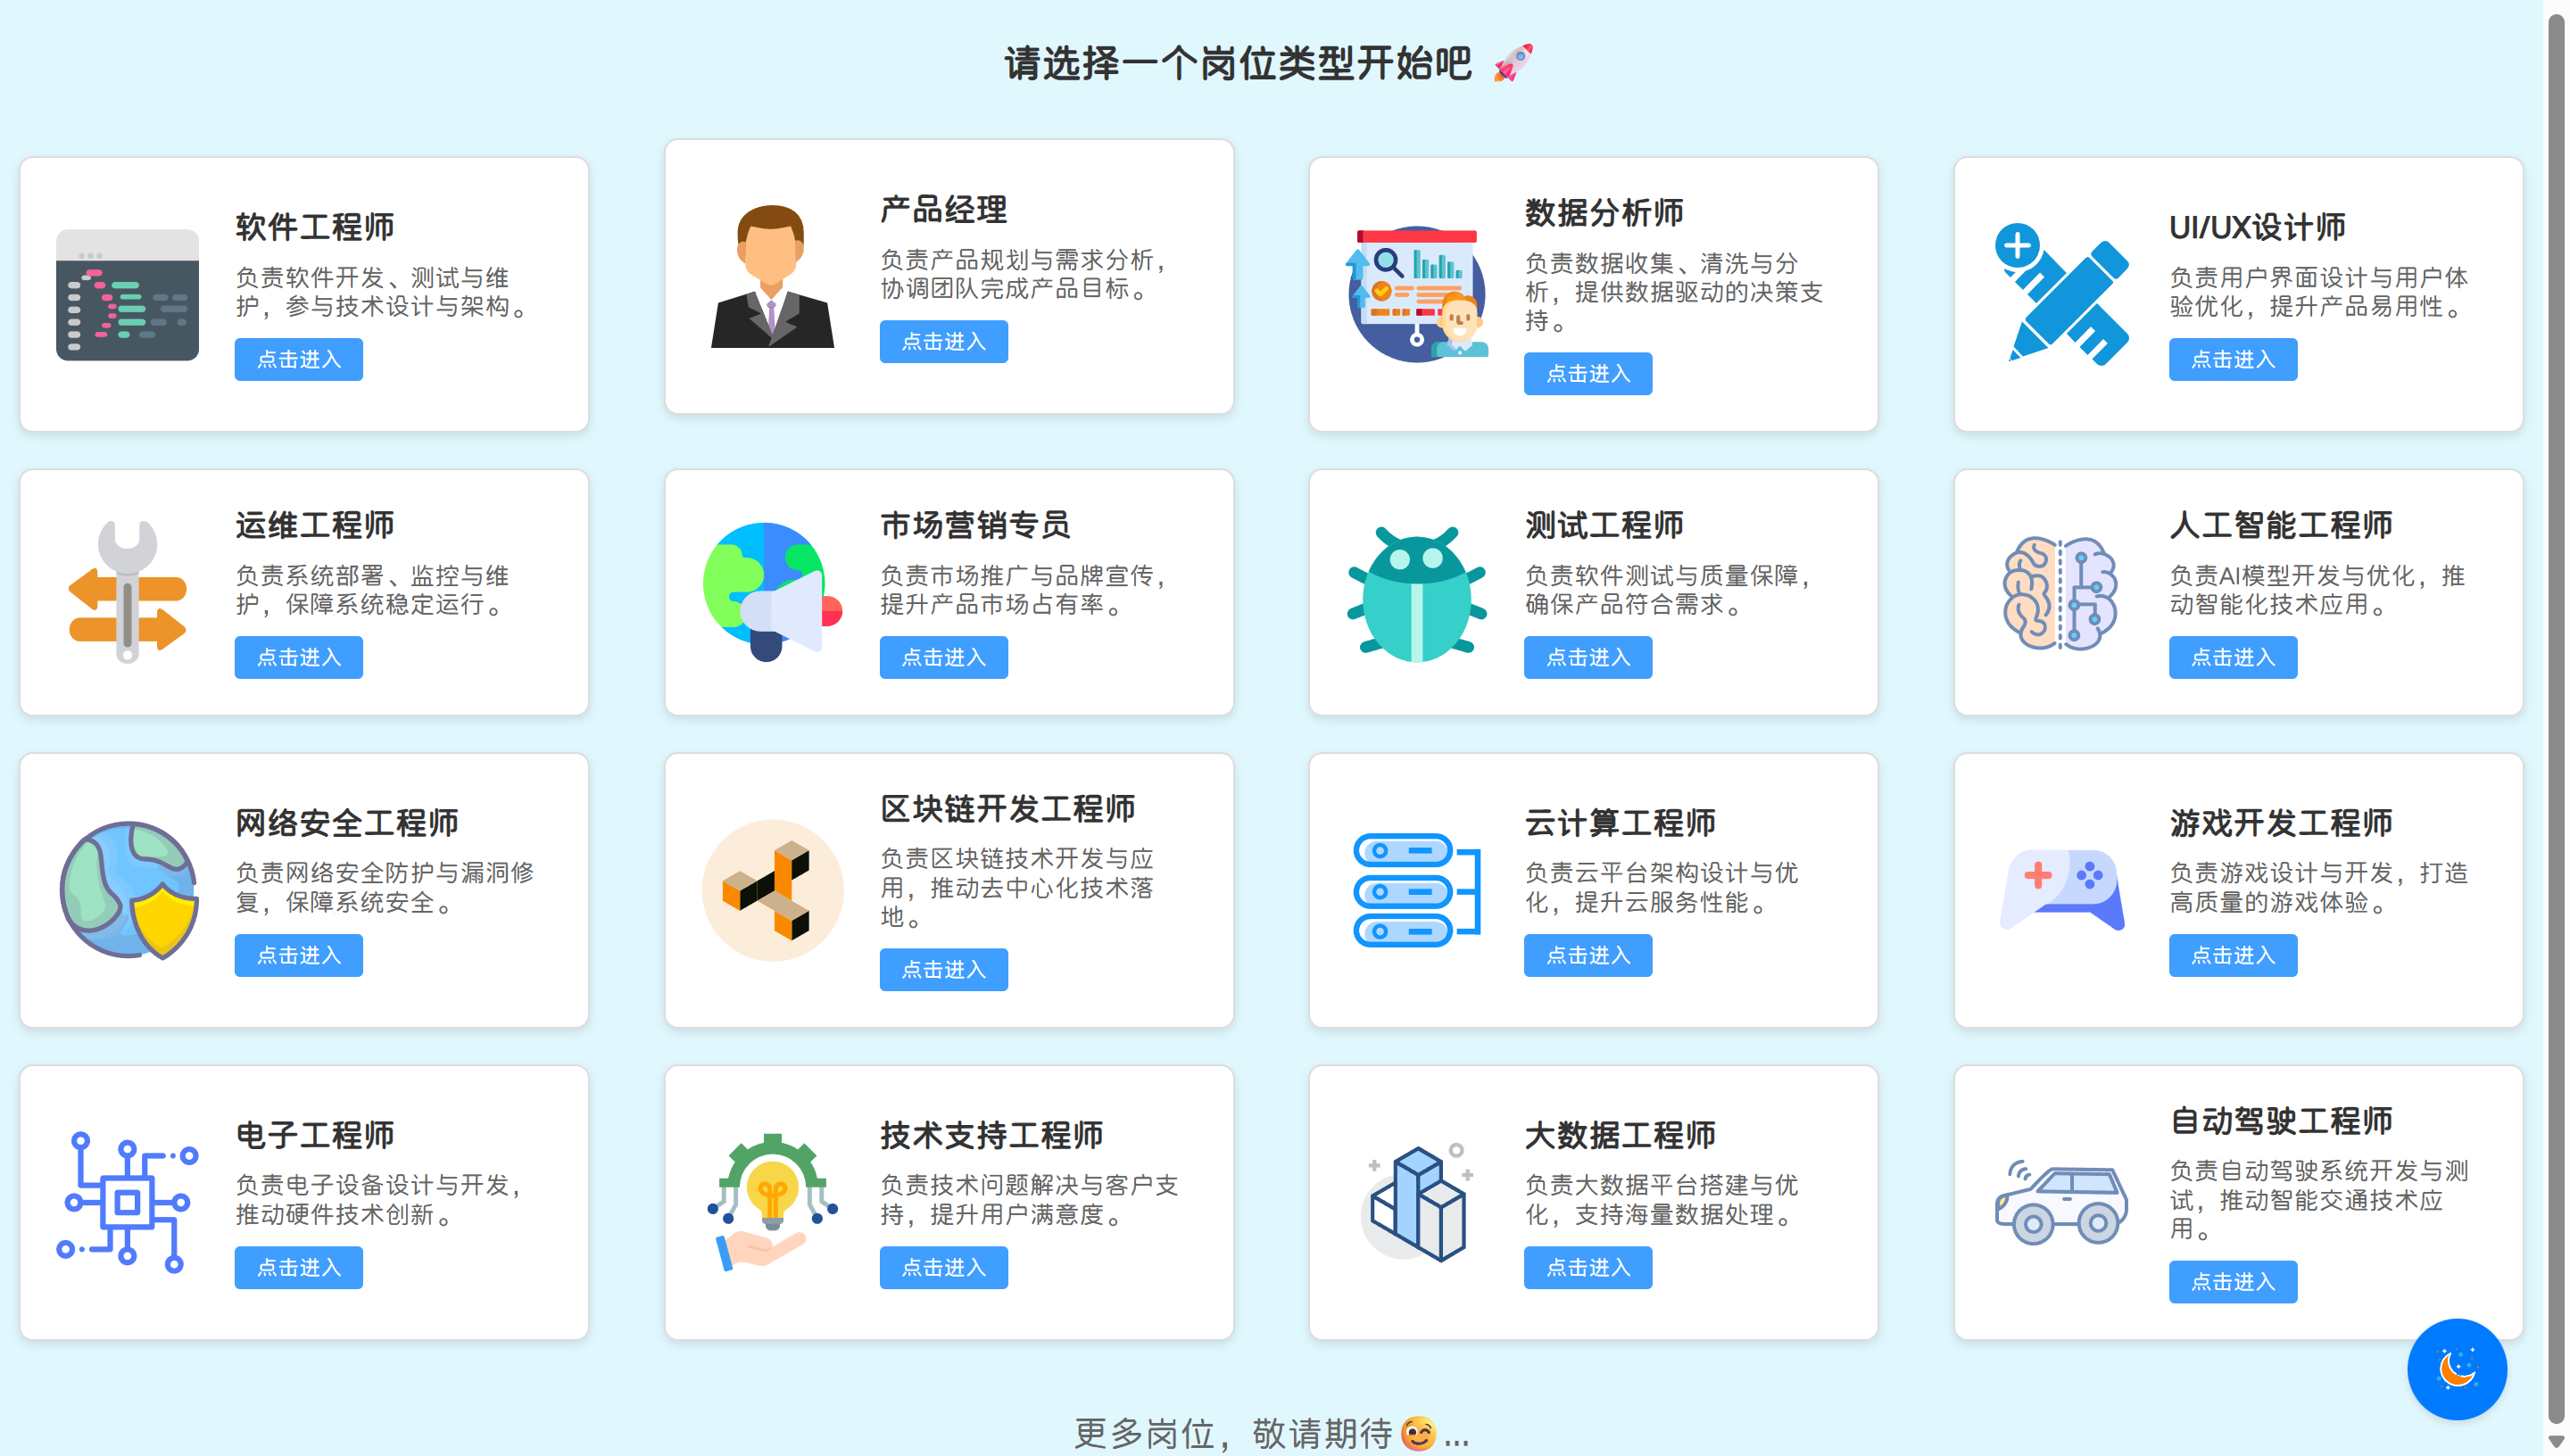 请选择一个岗位类型开始吧 🚀
软件工程师
负责软件开发、测试与维
护，参与技术设计与架构。
点击进入
产品经理
负责产品规划与需求分析，
协调团队完成产品目标。
点击进入
数据分析师
负责数据收集、清洗与分
析，提供数据驱动的决策支
持。
点击进入
UI/UX设计师
负责用户界面设计与用户体
验优化，提升产品易用性。
点击进入
运维工程师
负责系统部署、监控与维
护，保障系统稳定运行。
点击进入
市场营销专员
负责市场推广与品牌宣传，
提升产品市场占有率。
点击进入
测试工程师
负责软件测试与质量保障，
确保产品符合需求。
点击进入
人工智能工程师
负责AI模型开发与优化，推
动智能化技术应用。
点击进入
网络安全工程师
负责网络安全防护与漏洞修
复，保障系统安全。
点击进入
区块链开发工程师
负责区块链技术开发与应
用，推动去中心化技术落
地。
点击进入
云计算工程师
负责云平台架构设计与优
化，提升云服务性能。
点击进入
游戏开发工程师
负责游戏设计与开发，打造
高质量的游戏体验。
点击进入
电子工程师
负责电子设备设计与开发，
推动硬件技术创新。
点击进入
技术支持工程师
负责技术问题解决与客户支
持，提升用户满意度。
点击进入
大数据工程师
负责大数据平台搭建与优
化，支持海量数据处理。
点击进入
自动驾驶工程师
负责自动驾驶系统开发与测
试，推动智能交通技术应
用。
点击进入
更多岗位，敬请期待😉...